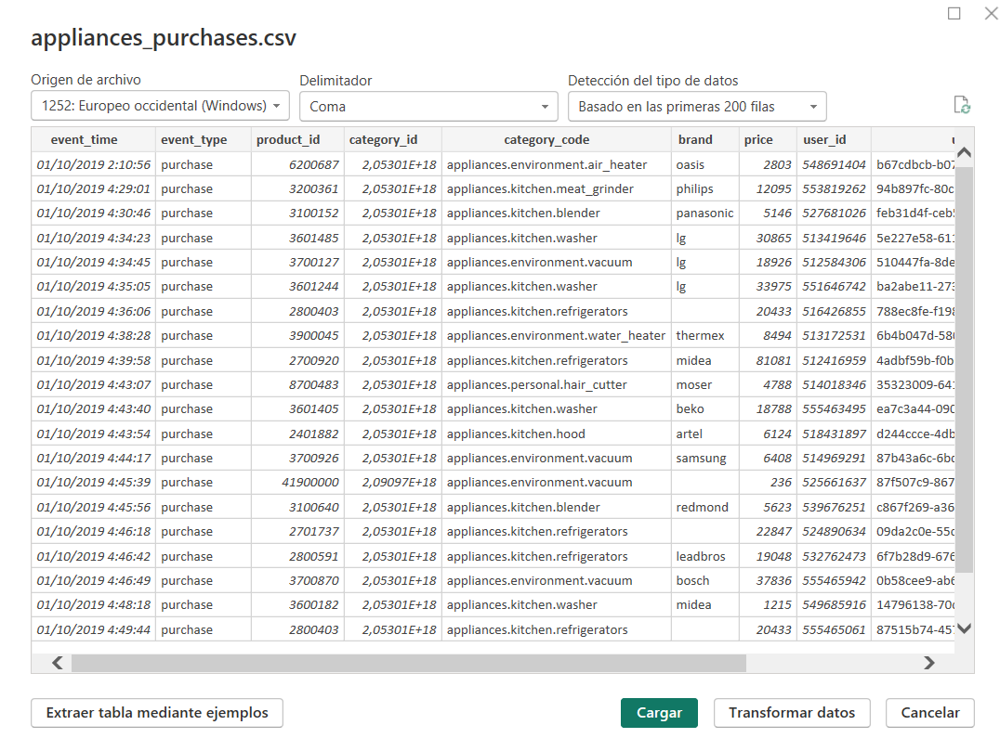 appliances_purchases.csv
Origen de archivo Delimitador Detección del tipo de datos
1252: Europeo occidental (Windows) Coma Basado en las primeras 200 filas
event_time event_type product_id category_id category_code brand price user_id
01/10/2019 2:10:56 purchase 6200687 2,05301E+18 appliances.environment.air_heater oasis 2803 548691404 b67cdbcb-b07
01/10/2019 4:29:01 purchase 3200361 2,05301E+18 appliances.kitchen.meat_grinder philips 12095 553819262 94b897fc-80c
01/10/2019 4:30:46 purchase 3100152 2,05301E+18 appliances.kitchen.blender panasonic 5146 527681026 feb31d4f-ceb
01/10/2019 4:34:23 purchase 3601485 2,05301E+18 appliances.kitchen.washer lg 30865 513419646 5e227e58-611
01/10/2019 4:34:45 purchase 3700127 2,05301E+18 appliances.environment.vacuum lg 18926 512584306 510447fa-8de
01/10/2019 4:35:05 purchase 3601244 2,05301E+18 appliances.kitchen.washer lg 33975 551646742 ba2abe11-273
01/10/2019 4:36:06 purchase 2800403 2,05301E+18 appliances.kitchen.refrigerators 20433 516426855 788ec8fe-f198
01/10/2019 4:38:28 purchase 3900045 2,05301E+18 appliances.environment.water_heater thermex 8494 513172531 6b4b047d-580
01/10/2019 4:39:58 purchase 2700920 2,05301E+18 appliances.kitchen.refrigerators midea 81081 512416959 4adbf59b-f0b
01/10/2019 4:43:07 purchase 8700483 2,05301E+18 appliances.personal.hair_cutter moser 4788 514018346 35323009-641
01/10/2019 4:43:40 purchase 3601405 2,05301E+18 appliances.kitchen.washer beko 18788 555463495 ea7c3a44-090
01/10/2019 4:43:54 purchase 2401882 2,05301E+18 appliances.kitchen.hood artel 6124 518431897 d244ccce-4db
01/10/2019 4:44:17 purchase 3700926 2,05301E+18 appliances.environment.vacuum samsung 6408 514969291 87b43a6c-6bc
01/10/2019 4:45:39 purchase 41900000 2,09097E+18 appliances.environment.vacuum 236 525661637 87f507c9-867
01/10/2019 4:45:56 purchase 3100640 2,05301E+18 appliances.kitchen.blender redmond 5623 539676251 c867f269-a36
01/10/2019 4:46:18 purchase 2701737 2,05301E+18 appliances.kitchen.refrigerators 22847 524890634 09da2c0e-55c
01/10/2019 4:46:42 purchase 2800591 2,05301E+18 appliances.kitchen.refrigerators leadbros 19048 532762473 6f7b28d9-676
01/10/2019 4:46:49 purchase 3700870 2,05301E+18 appliances.environment.vacuum bosch 37836 555465942 0b58cee9-ab6
01/10/2019 4:48:18 purchase 3600182 2,05301E+18 appliances.kitchen.washer midea 1215 549685916 14796138-70c
01/10/2019 4:49:44 purchase 2800403 2,05301E+18 appliances.kitchen.refrigerators 20433 555465061 87515b74-457
Extraer tabla mediante ejemplos Cargar Transformar datos Cancelar